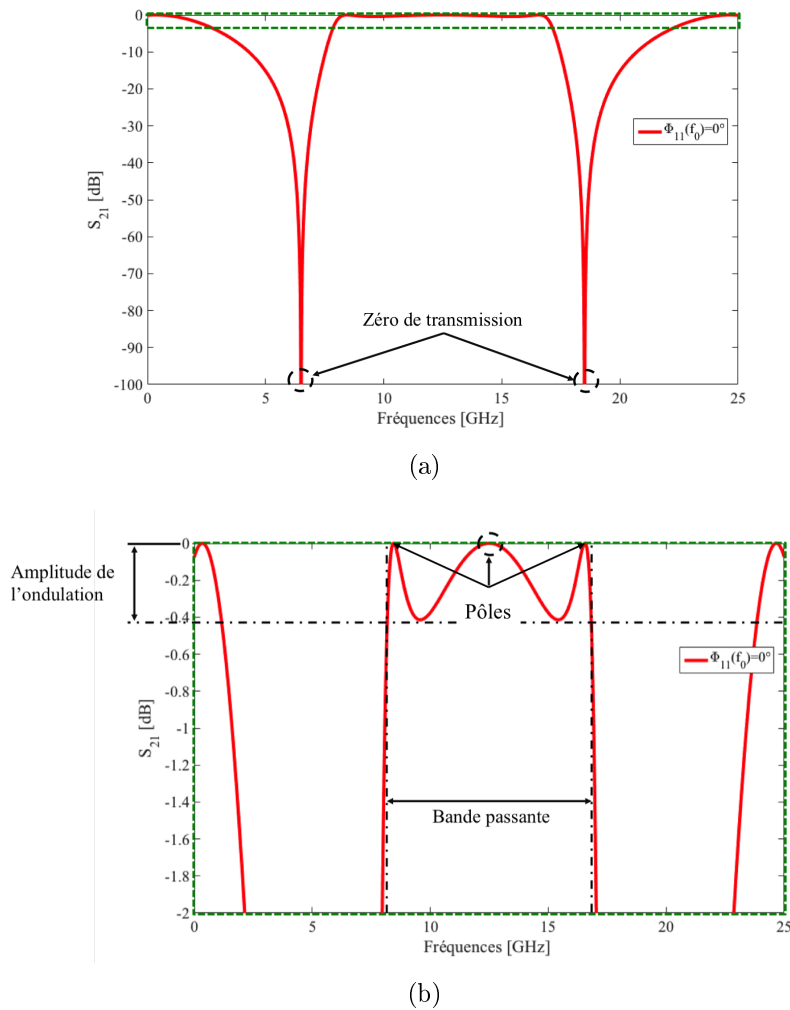 0
-10
-20
-30
-40
-50
-60
-70
-80
-90
-100
S21 [dB]
Φ11(f0)=0°
Zéro de transmission
0 5 10 15 20 25
Fréquences [GHz]
(a)
Amplitude de
l'ondulation
0
-0.2
-0.4
-0.6
-0.8
-1
-1.2
-1.4
-1.6
-1.8
-2
S21 [dB]
Pôles
Φ11(f0)=0°
Bande passante
0 5 10 15 20 25
Fréquences [GHz]
(b)